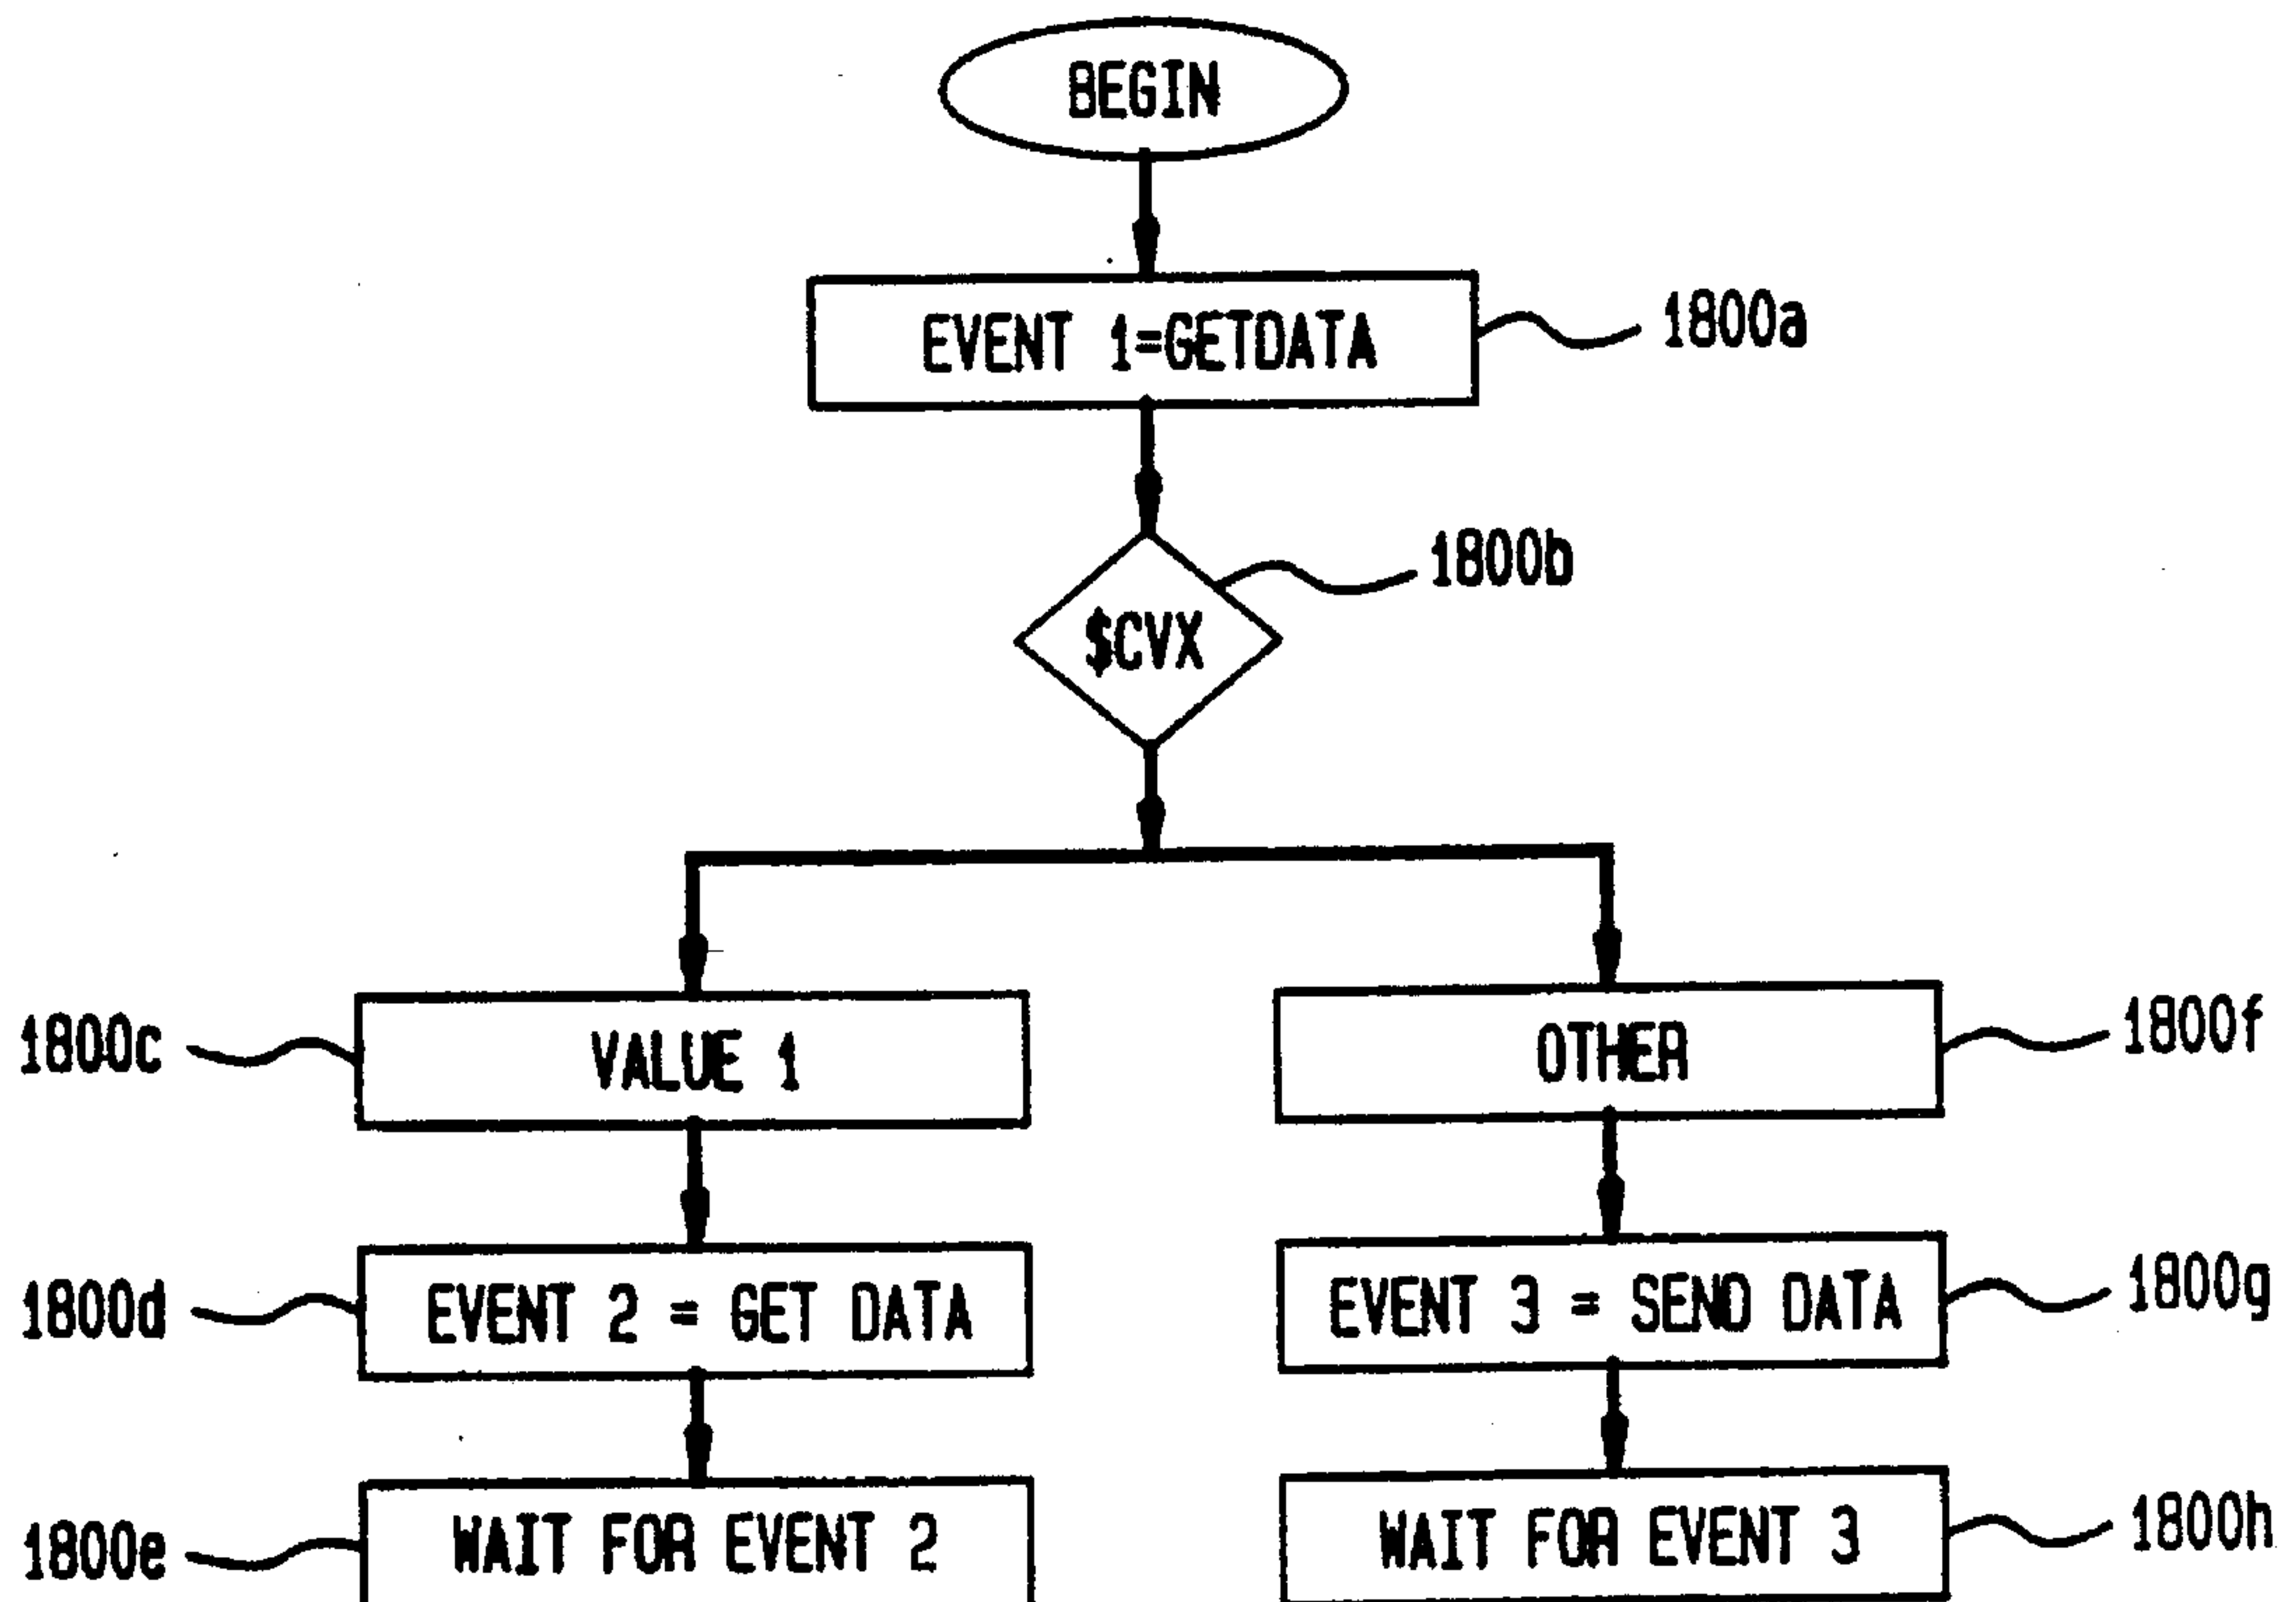 BEGIN
EVENT 1=GETDATA
1800a
1800b
$CVX
1800c
VALUE 1
OTHER
1800f
1800d
EVENT 2 = GET DATA
EVENT 3 = SEND DATA
1800g
1800e
WAIT FOR EVENT 2
WAIT FOR EVENT 3
1800h